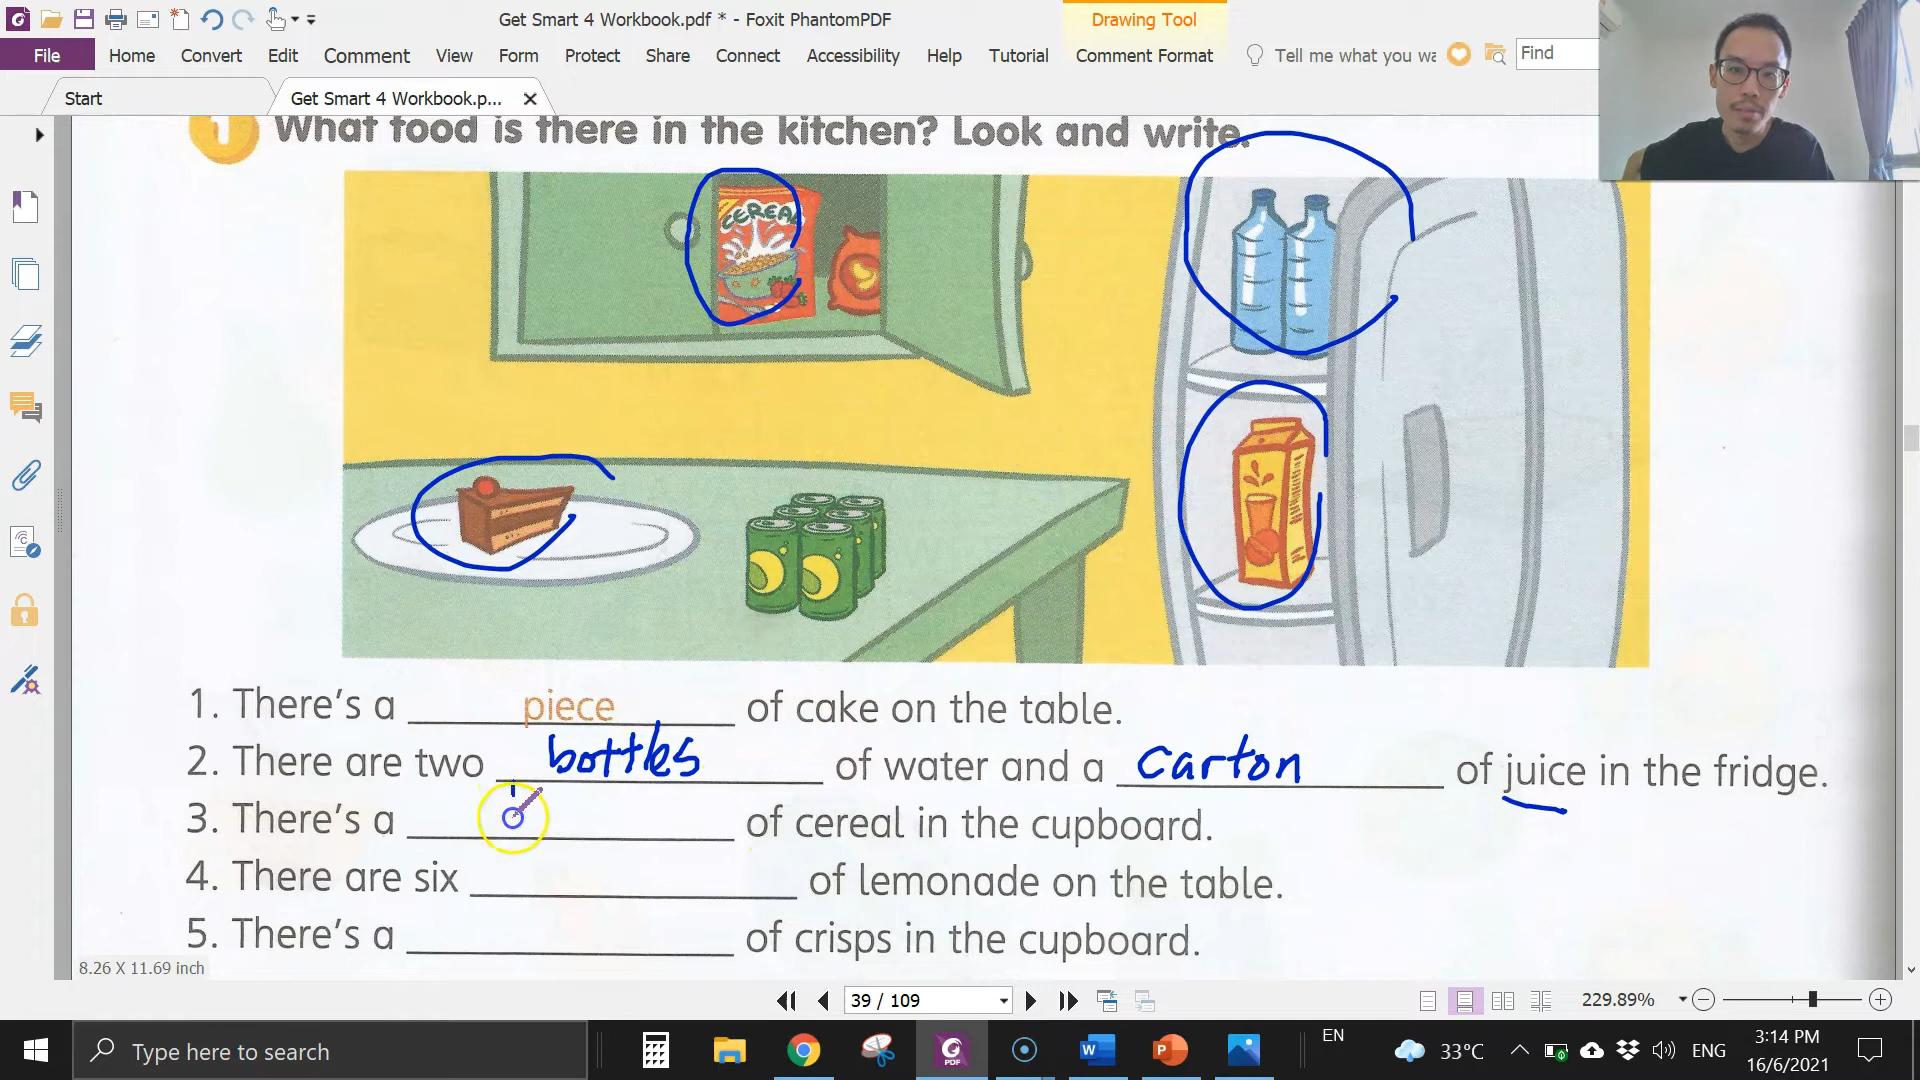 Get Smart 4 Workbook.pdf * - Foxit PhantomPDF
Drawing Tool
File Home Convert Edit Comment View Form Protect Share Connect Accessibility Help Tutorial Comment Format Tell me what you wa Find
Start Get Smart 4 Workbook.p...
1 What food is there in the kitchen? Look and write.
CEREAL
1. There's a piece of cake on the table.
2. There are two bottles of water and a carton of juice in the fridge.
3. There's a of cereal in the cupboard.
4. There are six of lemonade on the table.
5. There's a of crisps in the cupboard.
8.26 X 11.69 inch
39 / 109
229.89%
Type here to search
PDF
EN
33°C
ENG
3:14 PM
16/6/2021